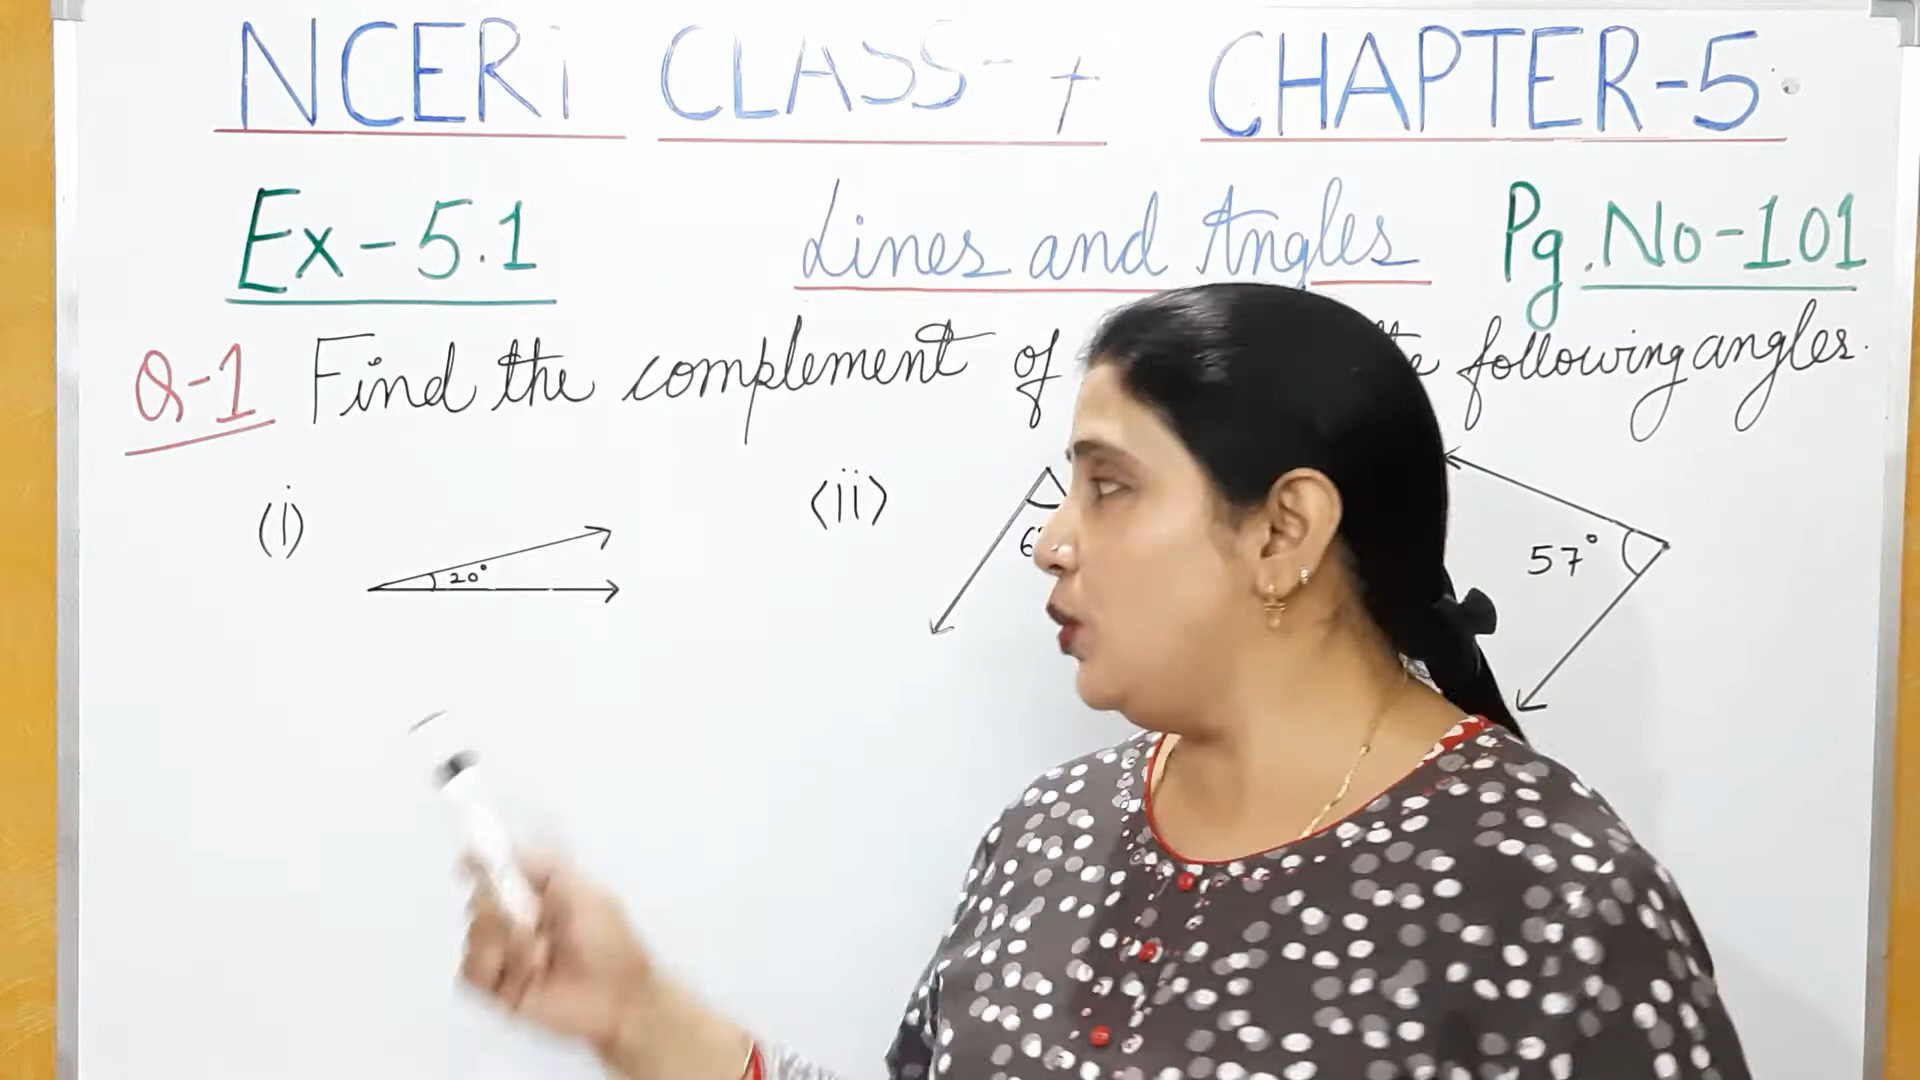 NCERT CLASS-7 CHAPTER-5
Ex-5.1 Lines and Angles Pg.No-101
Q-1 Find the complement of following angles.
(i) (ii)
20° 57°